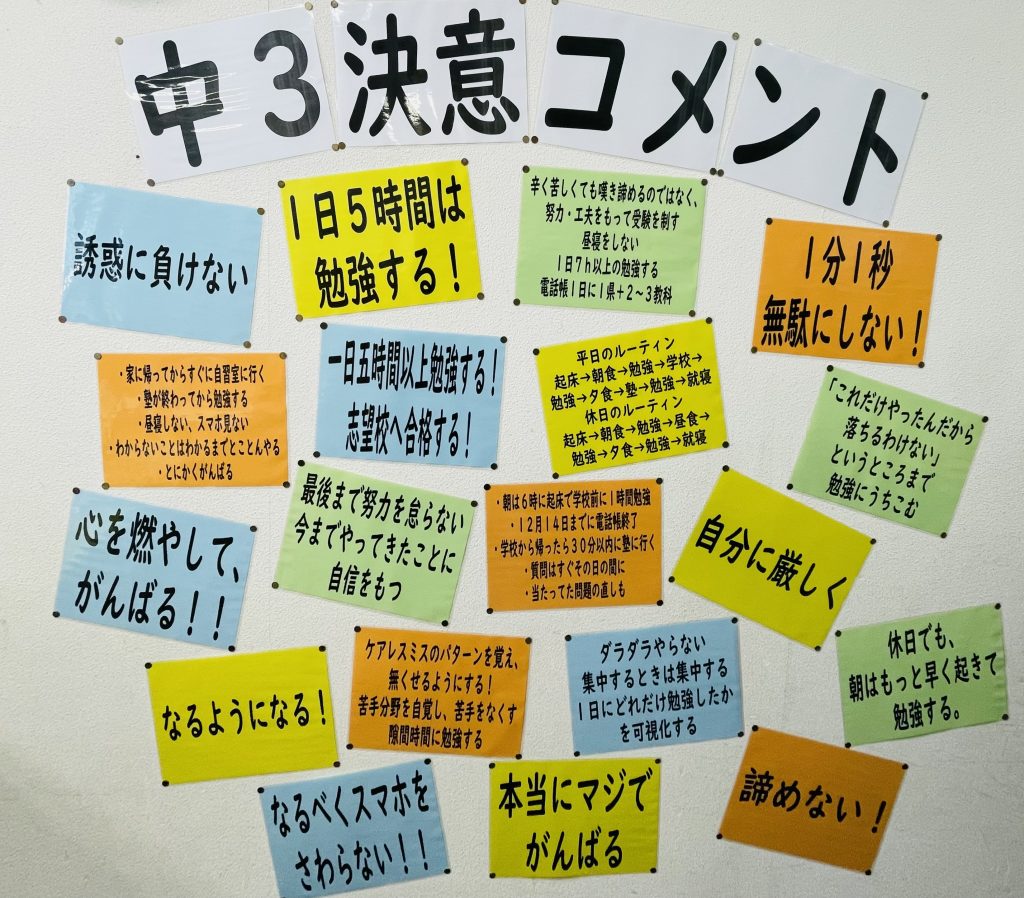 中3決意コメント
誘惑に負けない
1日5時間は
勉強する！
辛く苦しくても嘆き諦めるのではなく、
努力・工夫をもって受験を制す
昼寝をしない
1日7h以上の勉強する
電話帳1日に1県+2～3教科
1分1秒
無駄にしない！
・家に帰ってからすぐに自習室に行く
・塾が終わってから勉強する
・昼寝しない、スマホ見ない
・わからないことはわかるまでとことんやる
・とにかくがんばる
一日五時間以上勉強する！
志望校へ合格する！
平日のルーティン
起床→朝食→勉強→学校→
勉強→夕食→塾→勉強→就寝
休日のルーティン
起床→朝食→勉強→昼食→
勉強→夕食→勉強→就寝
「これだけやったんだから
落ちるわけない」
というところまで
勉強にうちこむ
心を燃やして、
がんばる！！
最後まで努力を怠らない
今までやってきたことに
自信をもつ
・朝は6時に起床で学校前に1時間勉強
・12月14日までに電話帳終了
・学校から帰ったら30分以内に塾に行く
・質問はすぐその日の間に
・当たってた問題の直しも
自分に厳しく
なるようになる！
ケアレスミスのパターンを覚え、
無くせるようにする！
苦手分野を自覚し、苦手をなくす
隙間時間に勉強する
ダラダラやらない
集中するときは集中する
1日にどれだけ勉強したか
を可視化する
休日でも、
朝はもっと早く起きて
勉強する。
なるべくスマホを
さわらない！！
本当にマジで
がんばる
諦めない！